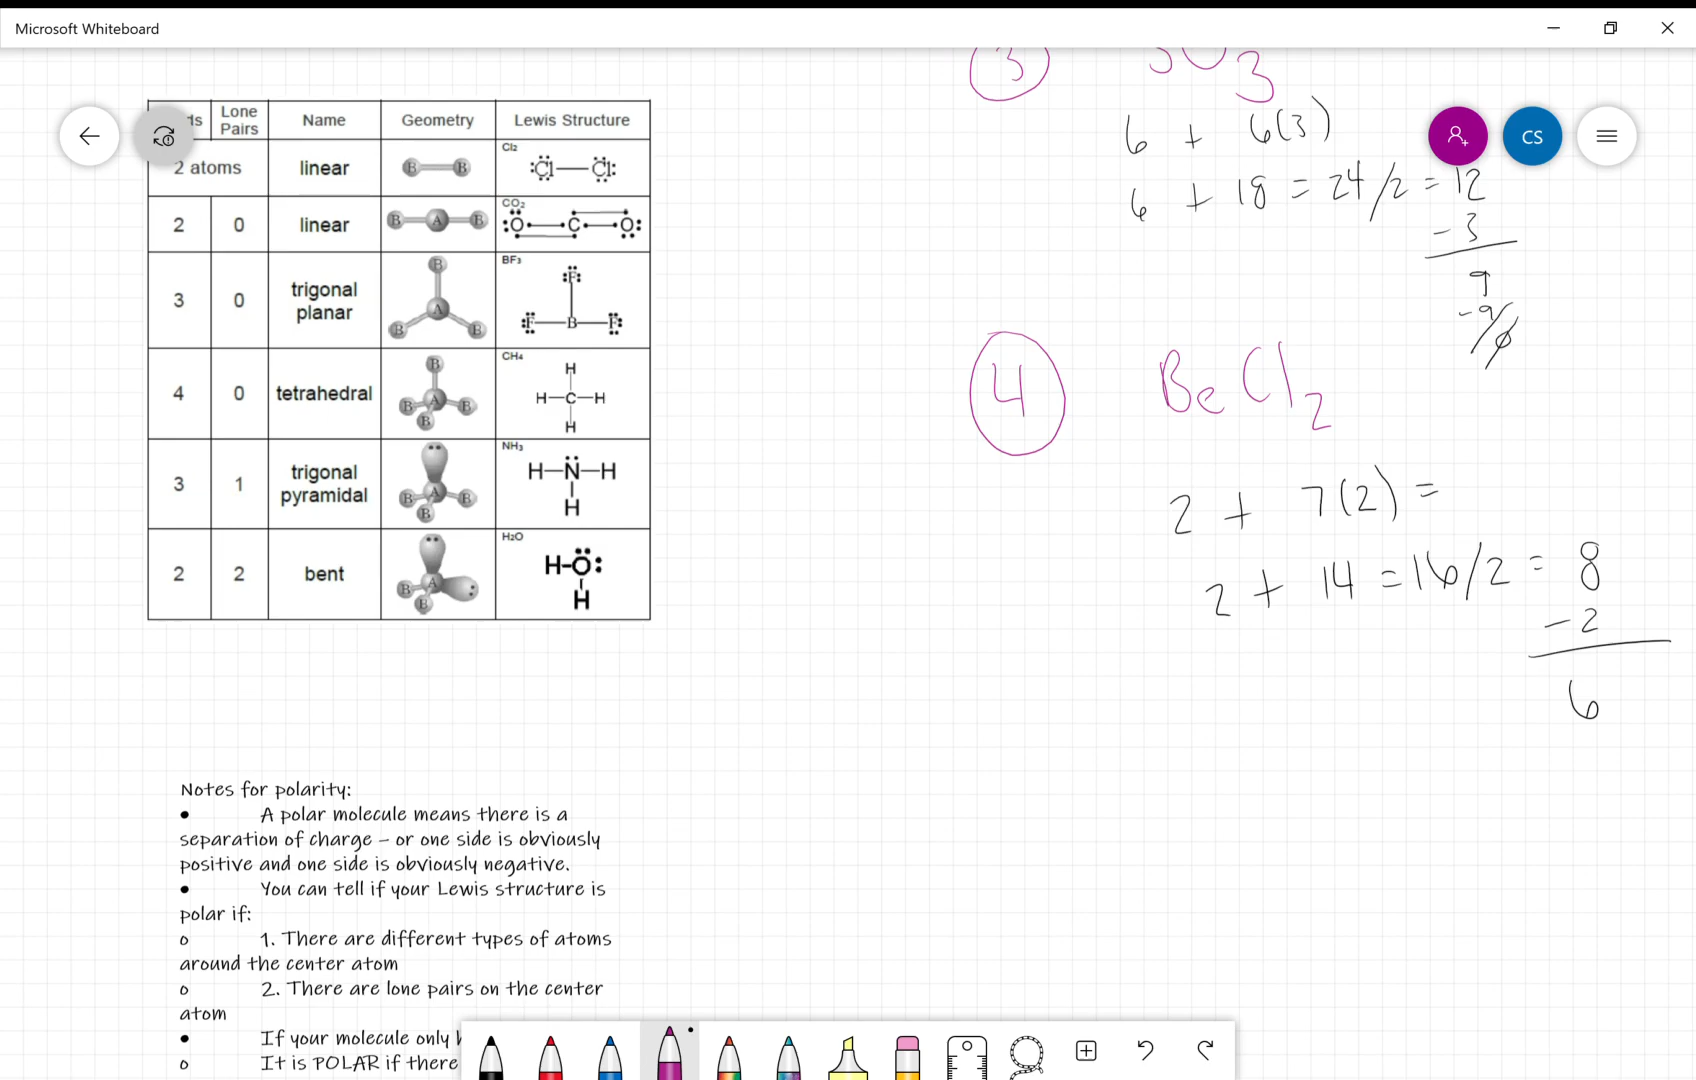 Microsoft Whiteboard
ds Lone Pairs Name Geometry Lewis Structure
2 atoms linear B B Cl2 :Cl—Cl:
2 0 linear B A B CO2 :O C O:
3 0 trigonal planar B A B B BF3 :F: :F—B—F:
4 0 tetrahedral B A B B B CH4 H H—C—H H
3 1 trigonal pyramidal A B B B NH3 H—N—H H
2 2 bent A B B H2O H-O: H
Notes for polarity:
• A polar molecule means there is a
separation of charge – or one side is obviously
positive and one side is obviously negative.
• You can tell if your Lewis structure is
polar if:
o 1. There are different types of atoms
around the center atom
o 2. There are lone pairs on the center
atom
• If your molecule only
o It is POLAR if there
3 SO3
6 + 6(3)
6 + 18 = 24/2 = 12
- 3
9
-9
0
4 BeCl2
2 + 7(2) =
2 + 14 = 16/2 = 8
- 2
6
CS